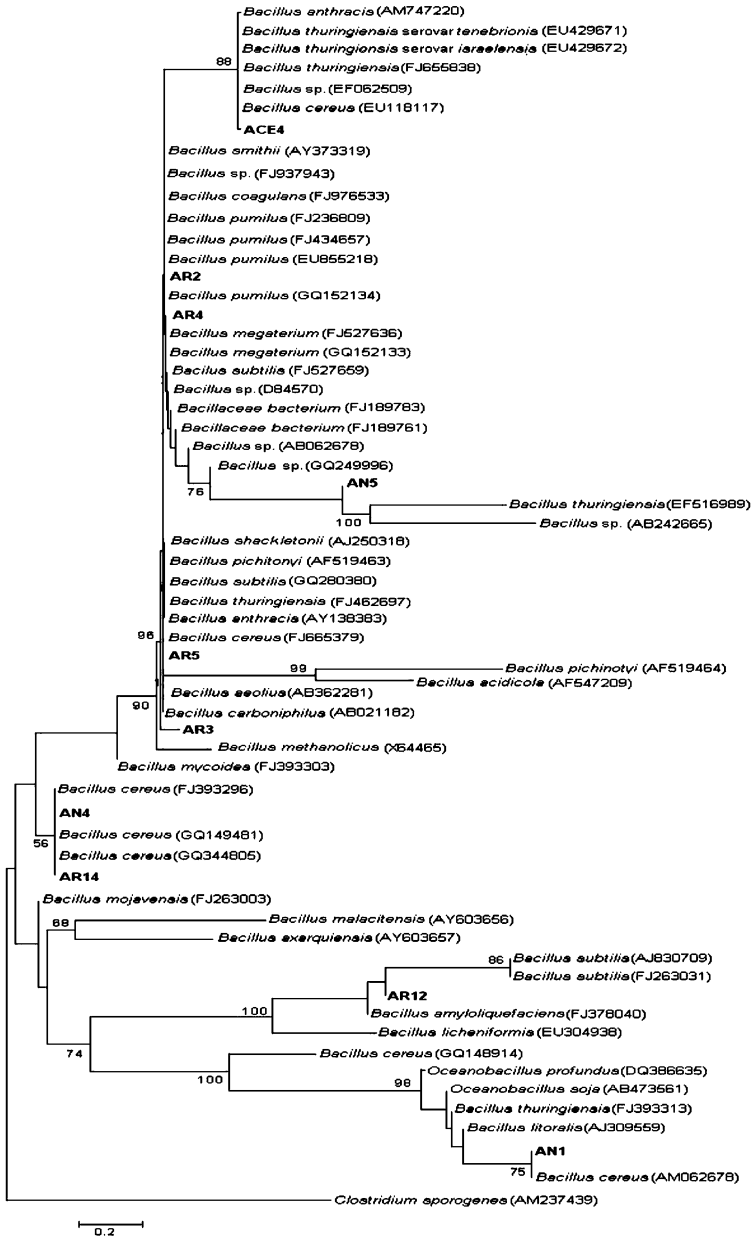 Bacillus anthracis (AM747220)
Bacillus thuringiensis serovar tenebrionis (EU429671)
Bacillus thuringionsis serovar israelensis (EU429672)
88
Bacillus thuringiensis (FJ655838)
Bacillus sp. (EF062509)
Bacillus cereus (EU118117)
ACE4
Bacillus smithii (AY373319)
Bacillus sp. (FJ937943)
Bacillus coagulans (FJ976533)
Bacillus pumilus (FJ236809)
Bacillus pumilus (FJ434657)
Bacillus pumilus (EU855218)
AR2
Bacillus pumilus (GQ152134)
AR4
Bacillus megaterium (FJ527636)
Bacillus megaterium (GQ152133)
Bacillus subtilis (FJ527659)
Bacillus sp. (D84570)
Bacillaceae bacterium (FJ189783)
Bacillaceae bacterium (FJ189761)
Bacillus sp. (AB062678)
Bacillus sp. (GQ249996)
76
AN5
Bacillus thuringiensis (EF516989)
100
Bacillus sp. (AB242665)
Bacillus shackletonii (AJ250318)
Bacillus pichitonyi (AF519463)
Bacillus subtilis (GQ280380)
Bacillus thuringiensis (FJ462697)
Bacillus anthracis (AY138383)
96
Bacillus cereus (FJ665379)
AR5
99
Bacillus pichinotyi (AF519464)
Bacillus acidicola (AF547209)
Bacillus aeolius (AB362281)
90
Bacillus carboniphilus (AB021182)
AR3
Bacillus methanolicus (X64465)
Bacillus mycoides (FJ393303)
Bacillus cereus (FJ393296)
AN4
Bacillus cereus (GQ149481)
56
Bacillus cereus (GQ344805)
AR14
Bacillus mojavensis (FJ263003)
68
Bacillus malacitensis (AY603656)
Bacillus axarquiensis (AY603657)
86
Bacillus subtilis (AJ830709)
Bacillus subtilis (FJ263031)
AR12
100
Bacillus amyloliquefaciens (FJ378040)
Bacillus licheniformis (EU304938)
74
Bacillus cereus (GQ148914)
100
Oceanobacillus profundus (DQ386635)
98
Oceanobacillus soja (AB473561)
Bacillus thuringiensis (FJ393313)
Bacillus litoralis (AJ309559)
AN1
75
Bacillus cereus (AM062678)
Clostridium sporogenes (AM237439)
0.2